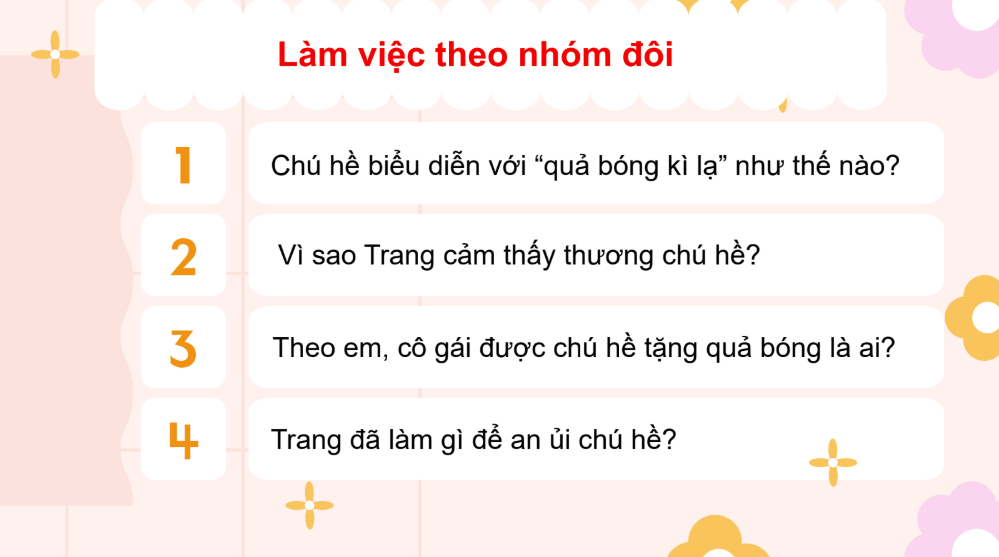 Làm việc theo nhóm đôi
1
Chú hề biểu diễn với “quả bóng kì lạ” như thế nào?
2
Vì sao Trang cảm thấy thương chú hề?
3
Theo em, cô gái được chú hề tặng quả bóng là ai?
4
Trang đã làm gì để an ủi chú hề?